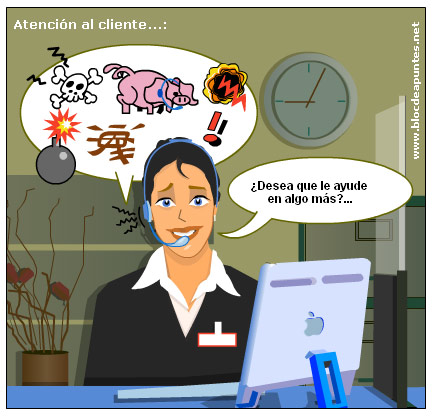 Atención al cliente...:
www.blocdeapuntes.net
!!
¿Desea que le ayude
en algo más?...